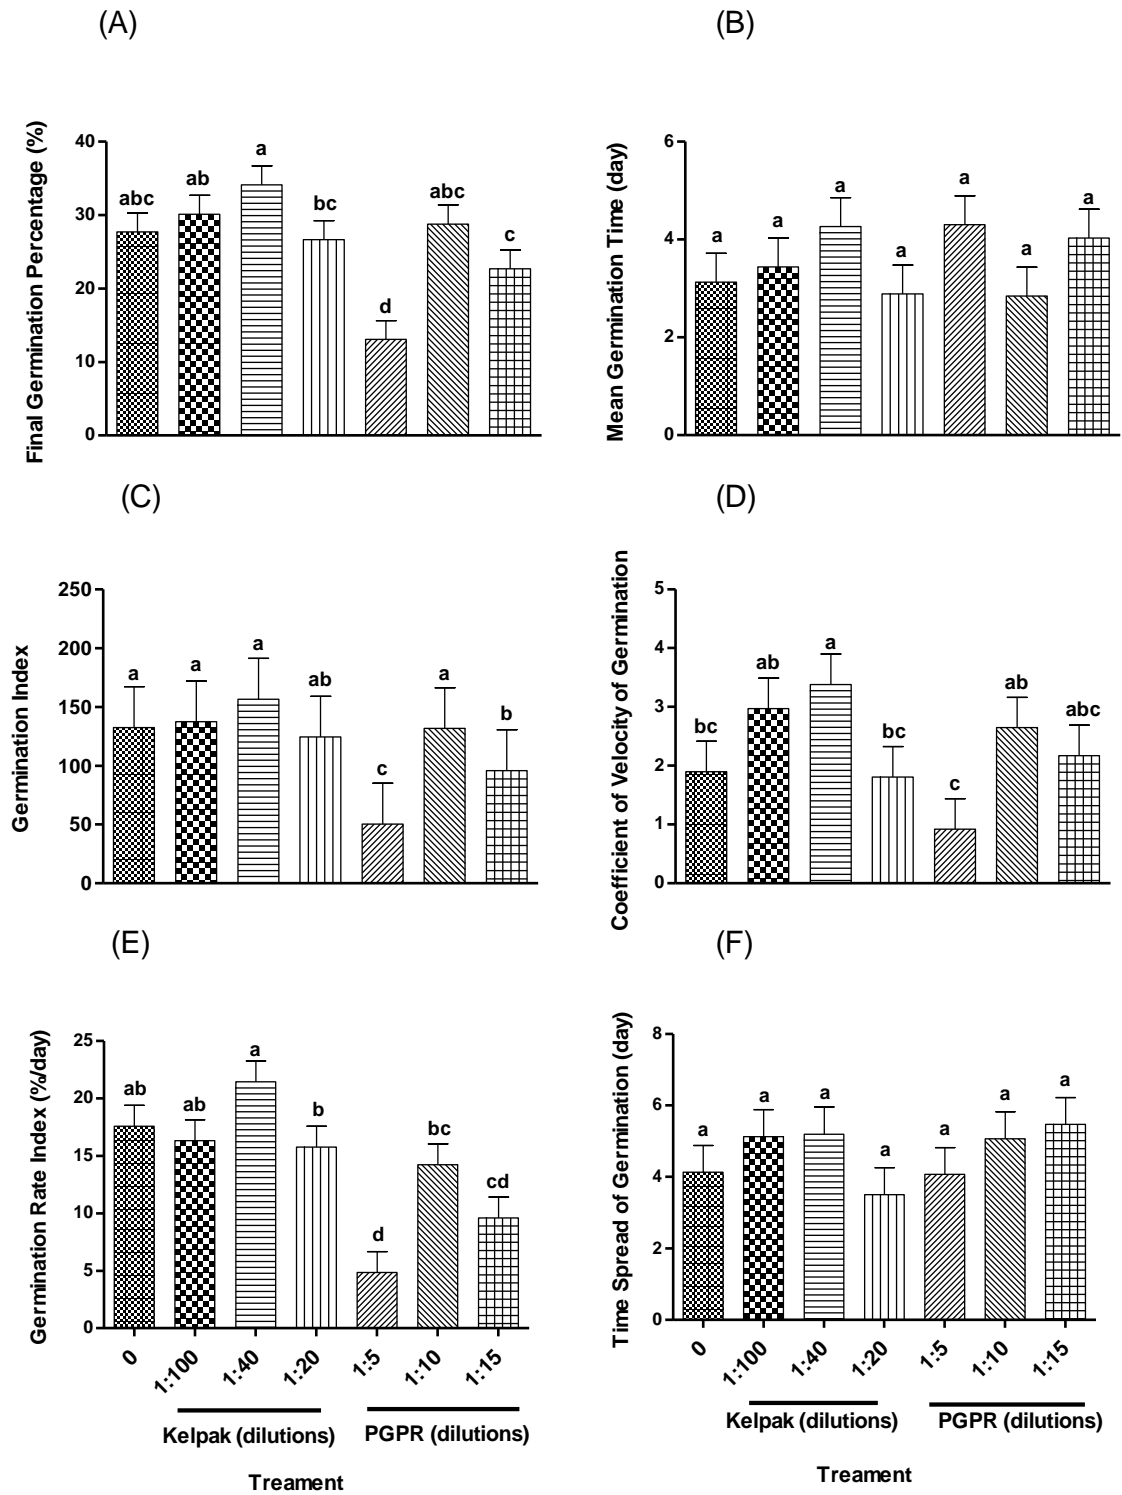 (A)
(B)
Final Germination Percentage (%)
40
30
20
10
0
abc
ab
a
bc
d
abc
c
Mean Germination Time (day)
6
4
2
0
a
a
a
a
a
a
a
(C)
(D)
Germination Index
250
200
150
100
50
0
a
a
a
ab
c
a
b
Coefficient of Velocity of Germination
5
4
3
2
1
0
bc
ab
a
bc
c
ab
abc
(E)
(F)
Germination Rate Index (%/day)
25
20
15
10
5
0
ab
ab
a
b
d
bc
cd
0
1:100
1:40
1:20
1:5
1:10
1:15
Kelpak (dilutions)
PGPR (dilutions)
Treament
Time Spread of Germination (day)
8
6
4
2
0
a
a
a
a
a
a
a
0
1:100
1:40
1:20
1:5
1:10
1:15
Kelpak (dilutions)
PGPR (dilutions)
Treament